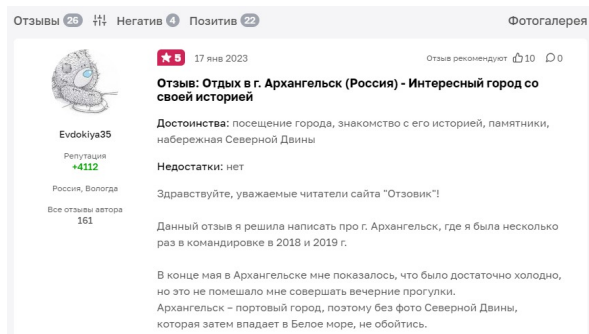 Отзывы 26 Негатив 4 Позитив 22 Фотогалерея
★ 5 17 янв 2023 Отзыв рекомендуют 10 0
Отзыв: Отдых в г. Архангельск (Россия) - Интересный город со
своей историей
Evdokiya35
Репутация
+4112
Россия, Вологда
Все отзывы автора
161
Достоинства: посещение города, знакомство с его историей, памятники,
набережная Северной Двины
Недостатки: нет
Здравствуйте, уважаемые читатели сайта "Отзовик"!
Данный отзыв я решила написать про г. Архангельск, где я была несколько
раз в командировке в 2018 и 2019 г.
В конце мая в Архангельске мне показалось, что было достаточно холодно,
но это не помешало мне совершать вечерние прогулки.
Архангельск – портовый город, поэтому без фото Северной Двины,
которая затем впадает в Белое море, не обойтись.